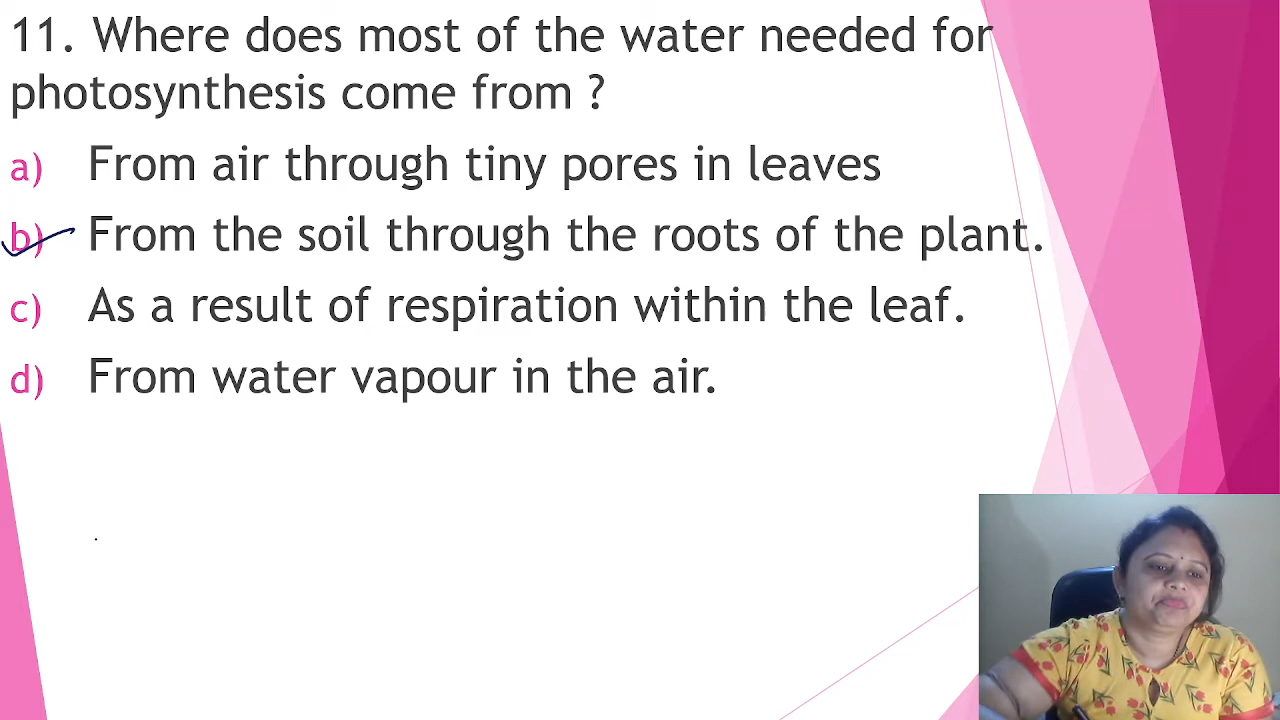 11. Where does most of the water needed for
photosynthesis come from ?
a) From air through tiny pores in leaves
b) From the soil through the roots of the plant.
c) As a result of respiration within the leaf.
d) From water vapour in the air.